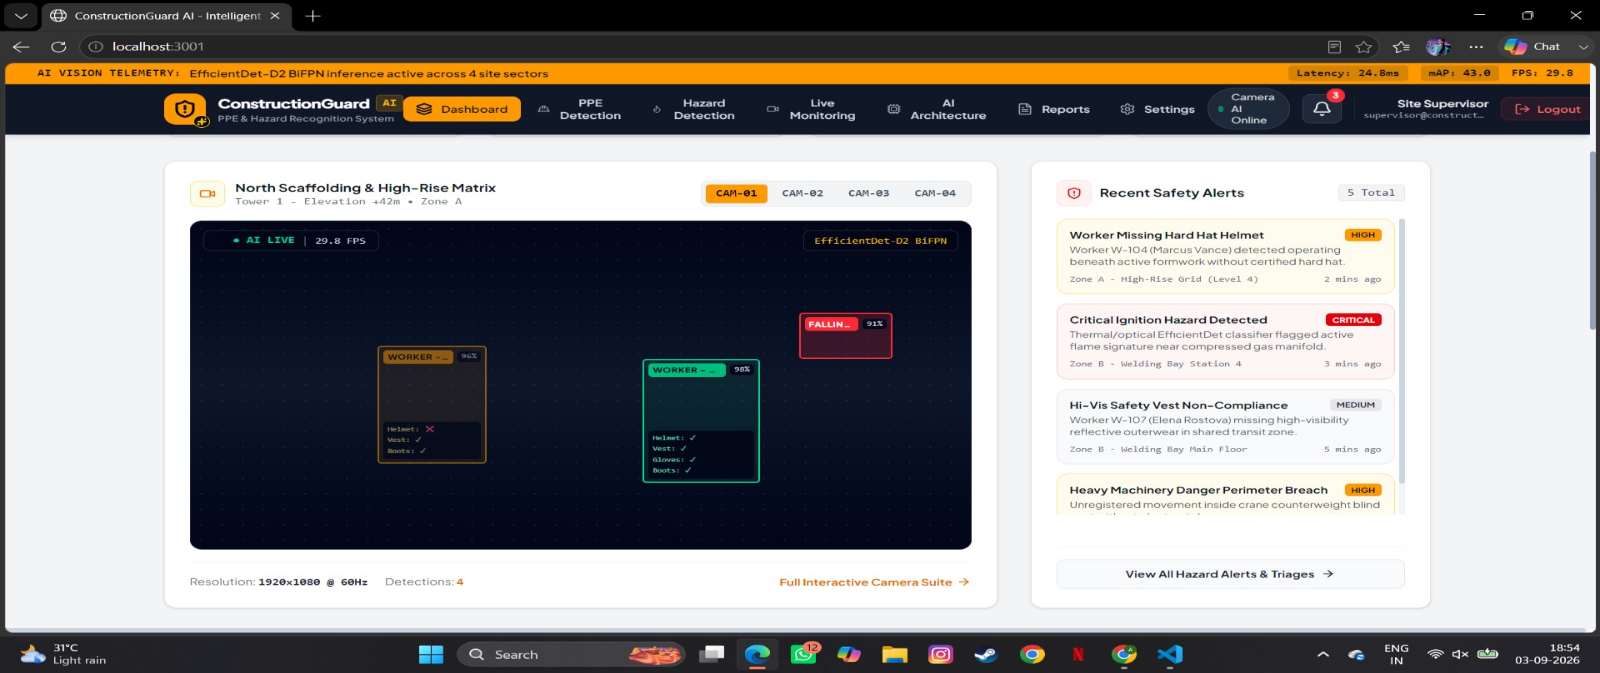 ConstructionGuard AI - Intelligent
localhost:3001
Chat
AI VISION TELEMETRY: EfficientDet-D2 BiFPN inference active across 4 site sectors
Latency: 24.8ms
mAP: 43.0
FPS: 29.8
ConstructionGuard AI
PPE & Hazard Recognition System
Dashboard
PPE
Detection
Hazard
Detection
Live
Monitoring
AI
Architecture
Reports
Settings
Camera
AI
Online
3
Site Supervisor
supervisor@construct...
Logout
North Scaffolding & High-Rise Matrix
Tower 1 - Elevation +42m • Zone A
CAM-01
CAM-02
CAM-03
CAM-04
AI LIVE | 29.8 FPS
EfficientDet-D2 BiFPN
FALLIN... 91%
WORKER -... 96%
Helmet: ✗
Vest: ✓
Boots: ✓
WORKER - ... 98%
Helmet: ✓
Vest: ✓
Gloves: ✓
Boots: ✓
Resolution: 1920x1080 @ 60Hz
Detections: 4
Full Interactive Camera Suite →
Recent Safety Alerts
5 Total
Worker Missing Hard Hat Helmet
HIGH
Worker W-104 (Marcus Vance) detected operating
beneath active formwork without certified hard hat.
Zone A - High-Rise Grid (Level 4)
2 mins ago
Critical Ignition Hazard Detected
CRITICAL
Thermal/optical EfficientDet classifier flagged active
flame signature near compressed gas manifold.
Zone B - Welding Bay Station 4
3 mins ago
Hi-Vis Safety Vest Non-Compliance
MEDIUM
Worker W-107 (Elena Rostova) missing high-visibility
reflective outerwear in shared transit zone.
Zone B - Welding Bay Main Floor
5 mins ago
Heavy Machinery Danger Perimeter Breach
HIGH
Unregistered movement inside crane counterweight blind
View All Hazard Alerts & Triages →
31°C
Light rain
Search
12
ENG
IN
18:54
03-09-2026